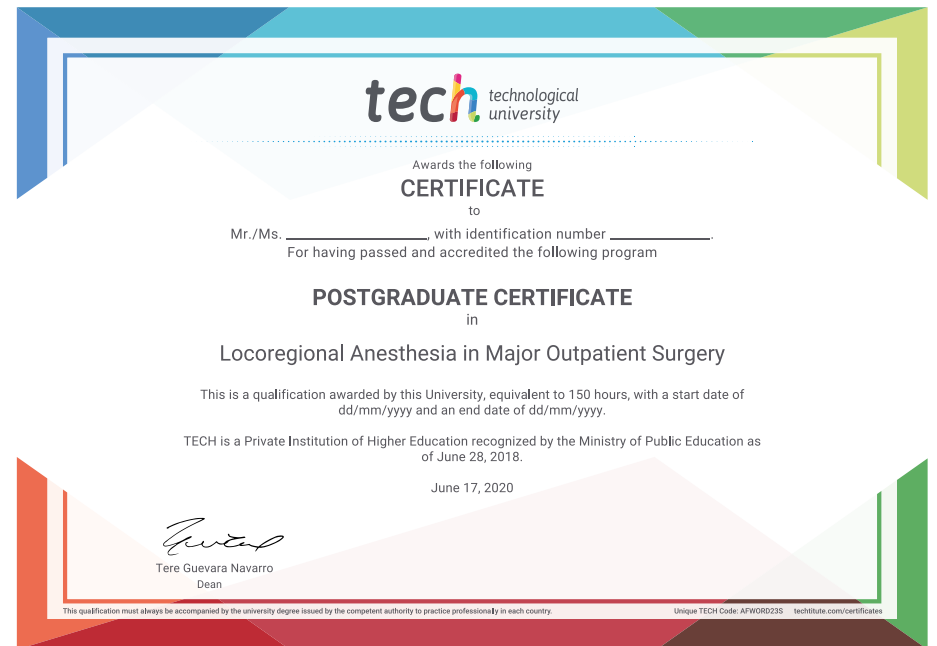 tech technological
university
Awards the following
CERTIFICATE
to
Mr./Ms. ____________________, with identification number ______________.
For having passed and accredited the following program
POSTGRADUATE CERTIFICATE
in
Locoregional Anesthesia in Major Outpatient Surgery
This is a qualification awarded by this University, equivalent to 150 hours, with a start date of
dd/mm/yyyy and an end date of dd/mm/yyyy.
TECH is a Private Institution of Higher Education recognized by the Ministry of Public Education as
of June 28, 2018.
June 17, 2020
Tere Guevara Navarro
Dean
This qualification must always be accompanied by the university degree issued by the competent authority to practice professionally in each country.
Unique TECH Code: AFWORD23S techtitute.com/certificates